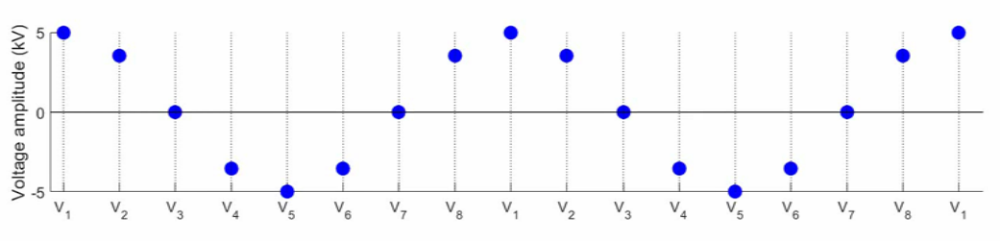 Voltage amplitude (kV)
5
0
-5
V1 V2 V3 V4 V5 V6 V7 V8 V1 V2 V3 V4 V5 V6 V7 V8 V1